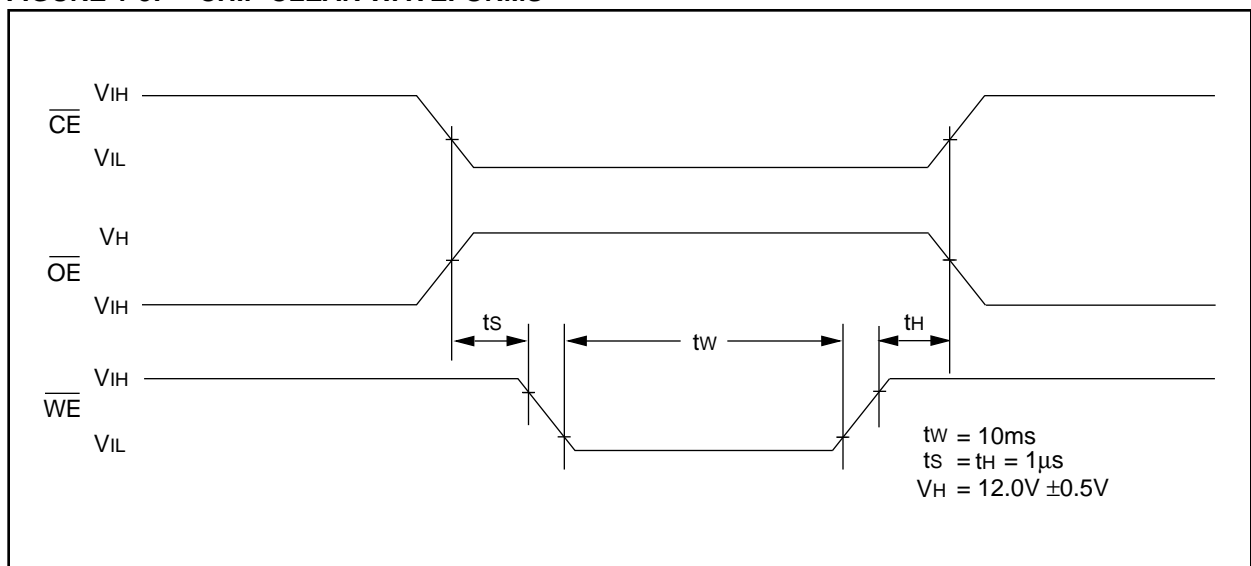 VIH
CE
VIL
VH
OE
VIH
tS
tW
tH
VIH
WE
VIL
tW = 10ms
tS = tH = 1µs
VH = 12.0V ±0.5V